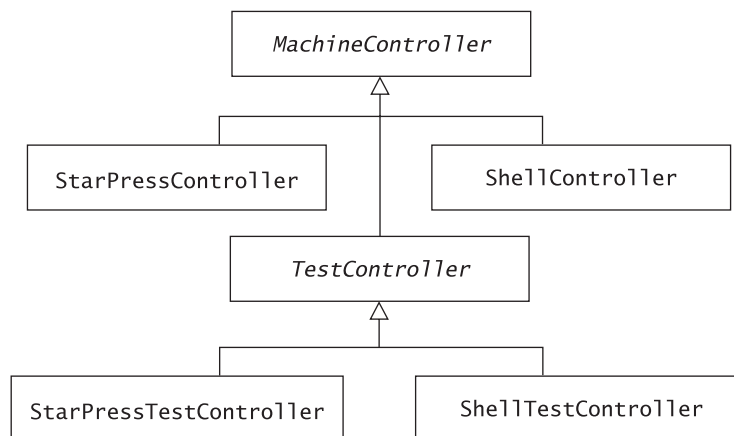 MachineController
StarPressController
ShellController
TestController
StarPressTestController
ShellTestController